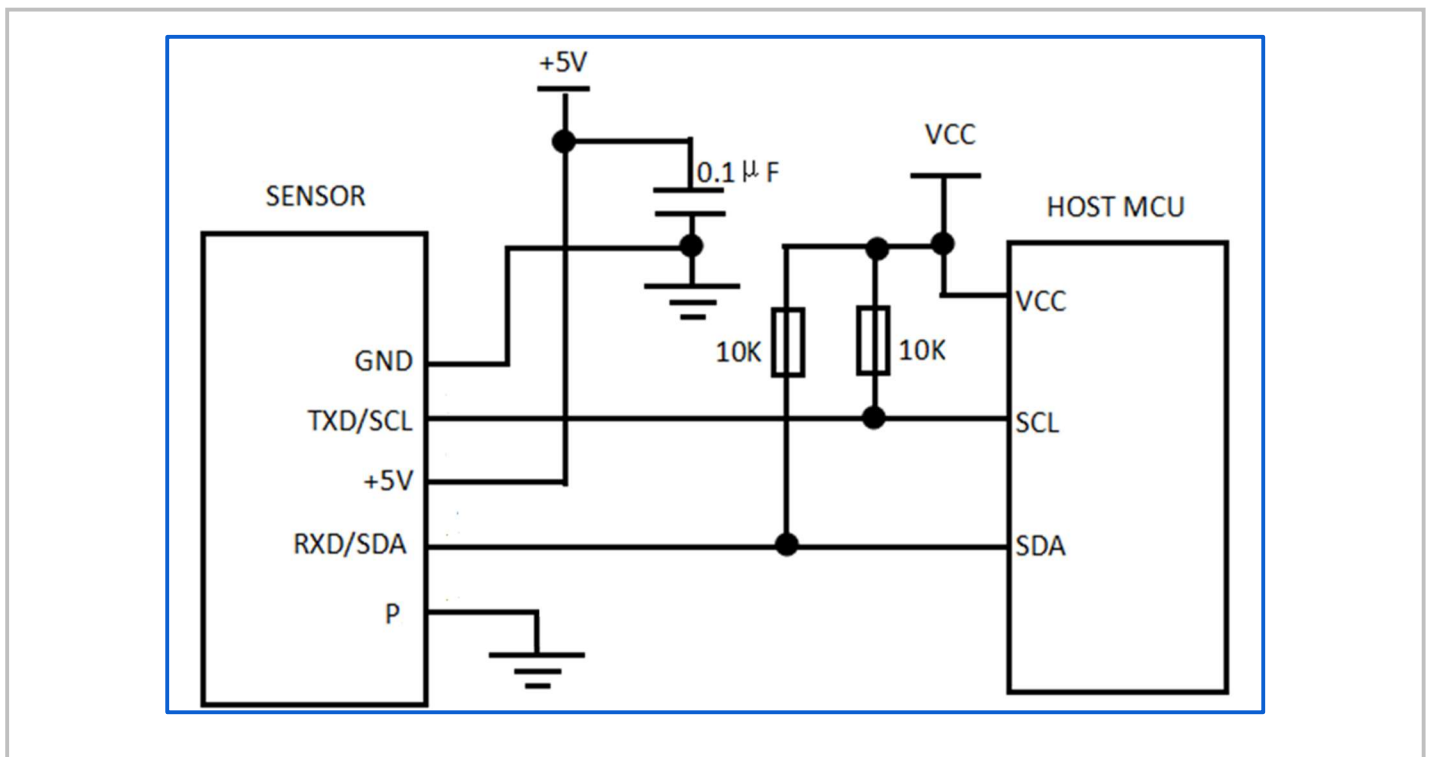 +5V
VCC
0.1μF
SENSOR
HOST MCU
VCC
10K
10K
GND
TXD/SCL
SCL
+5V
RXD/SDA
SDA
P